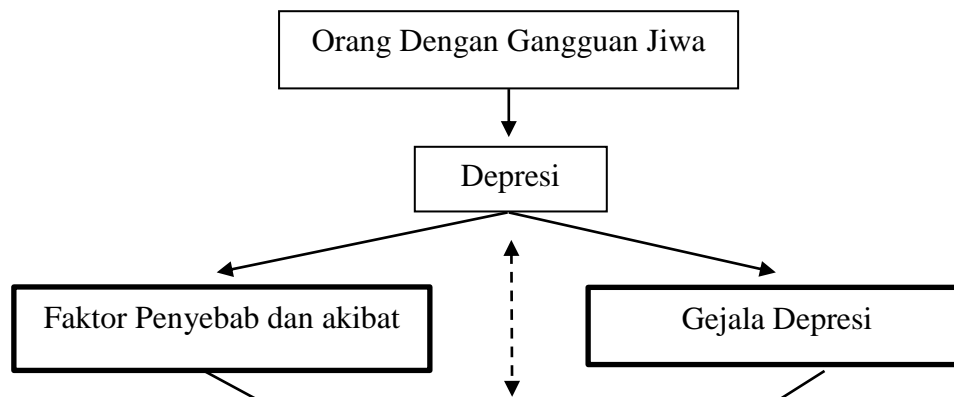 Orang Dengan Gangguan Jiwa
Depresi
Faktor Penyebab dan akibat
Gejala Depresi